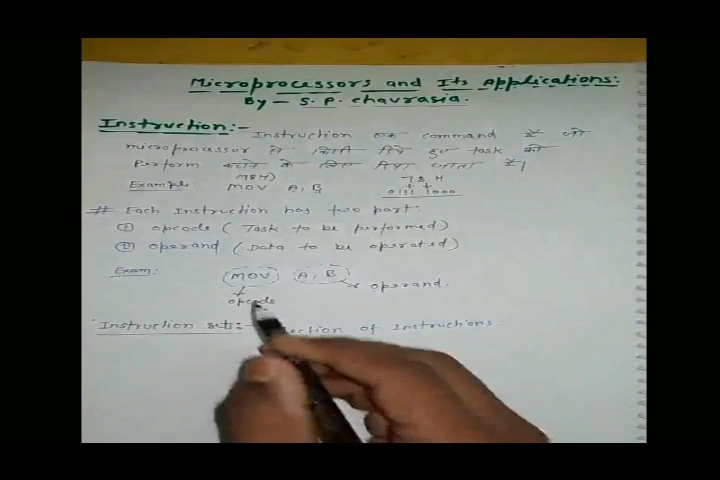 Microprocessors and Its Applications:
By – S. P. Chaurasia.
Instruction:- Instruction एक command है जो
microprocessor को किसी दिये हुए task को
Perform कराने के लिए दिया जाता है।
(78H)
78 H
Example: MOV A, B
0111 1000
# Each Instruction has two part:
① opcode ( Task to be performed)
② operand ( Data to be operated)
Exam: MOV A, B
operand.
opcode
Instruction sets:- of Instructions